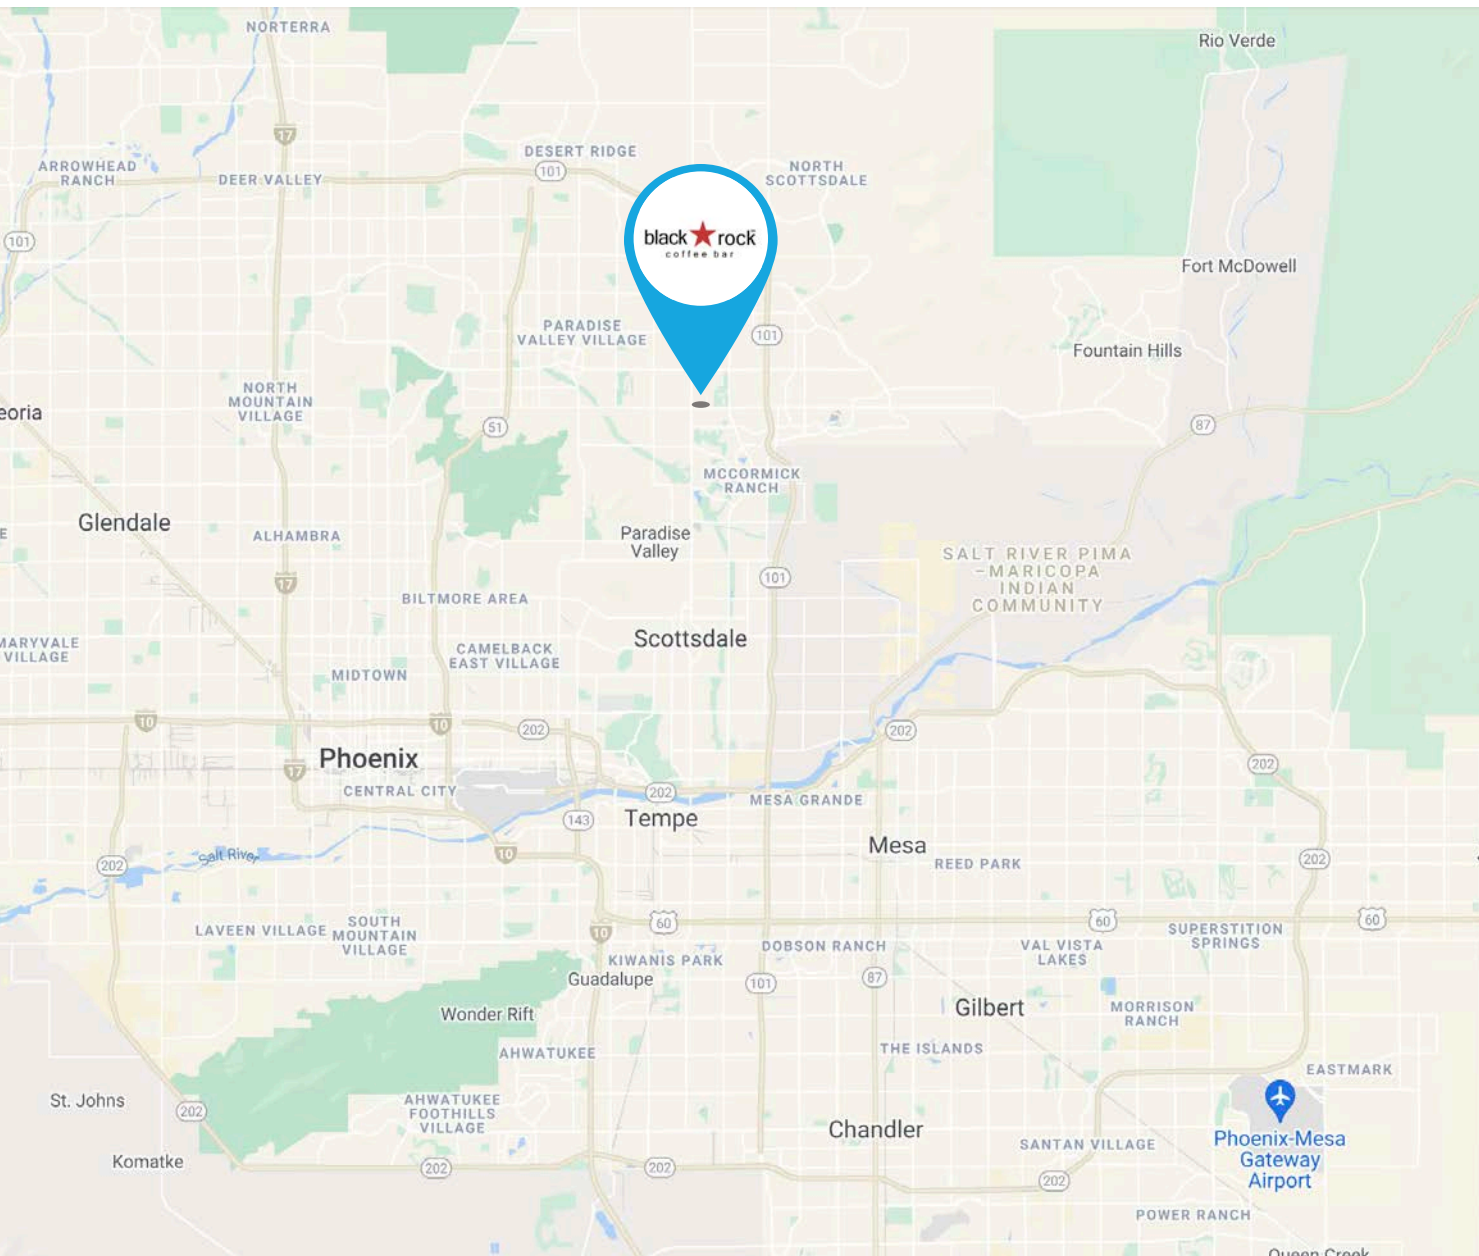 NORTERRA
Rio Verde
17
DESERT RIDGE
ARROWHEAD
RANCH
DEER VALLEY
101
NORTH
SCOTTSDALE
101
black rock
coffee bar
Fort McDowell
PARADISE
VALLEY VILLAGE
101
Fountain Hills
NORTH
MOUNTAIN
VILLAGE
eoria
51
87
MCCORMICK
RANCH
Glendale
E
ALHAMBRA
Paradise
Valley
SALT RIVER PIMA
-MARICOPA
INDIAN
COMMUNITY
17
101
BILTMORE AREA
MARYVALE
VILLAGE
CAMELBACK
EAST VILLAGE
Scottsdale
MIDTOWN
10
10
202
202
Phoenix
17
202
CENTRAL CITY
202
MESA GRANDE
143
Tempe
Mesa
REED PARK
202
Salt River
10
202
LAVEEN VILLAGE
SOUTH
MOUNTAIN
VILLAGE
10
60
60
60
SUPERSTITION
SPRINGS
DOBSON RANCH
VAL VISTA
LAKES
KIWANIS PARK
Guadalupe
101
87
Wonder Rift
Gilbert
MORRISON
RANCH
AHWATUKEE
THE ISLANDS
EASTMARK
St. Johns
202
AHWATUKEE
FOOTHILLS
VILLAGE
Chandler
SANTAN VILLAGE
Phoenix-Mesa
Gateway
Airport
Komatke
202
202
202
POWER RANCH
Queen Creek